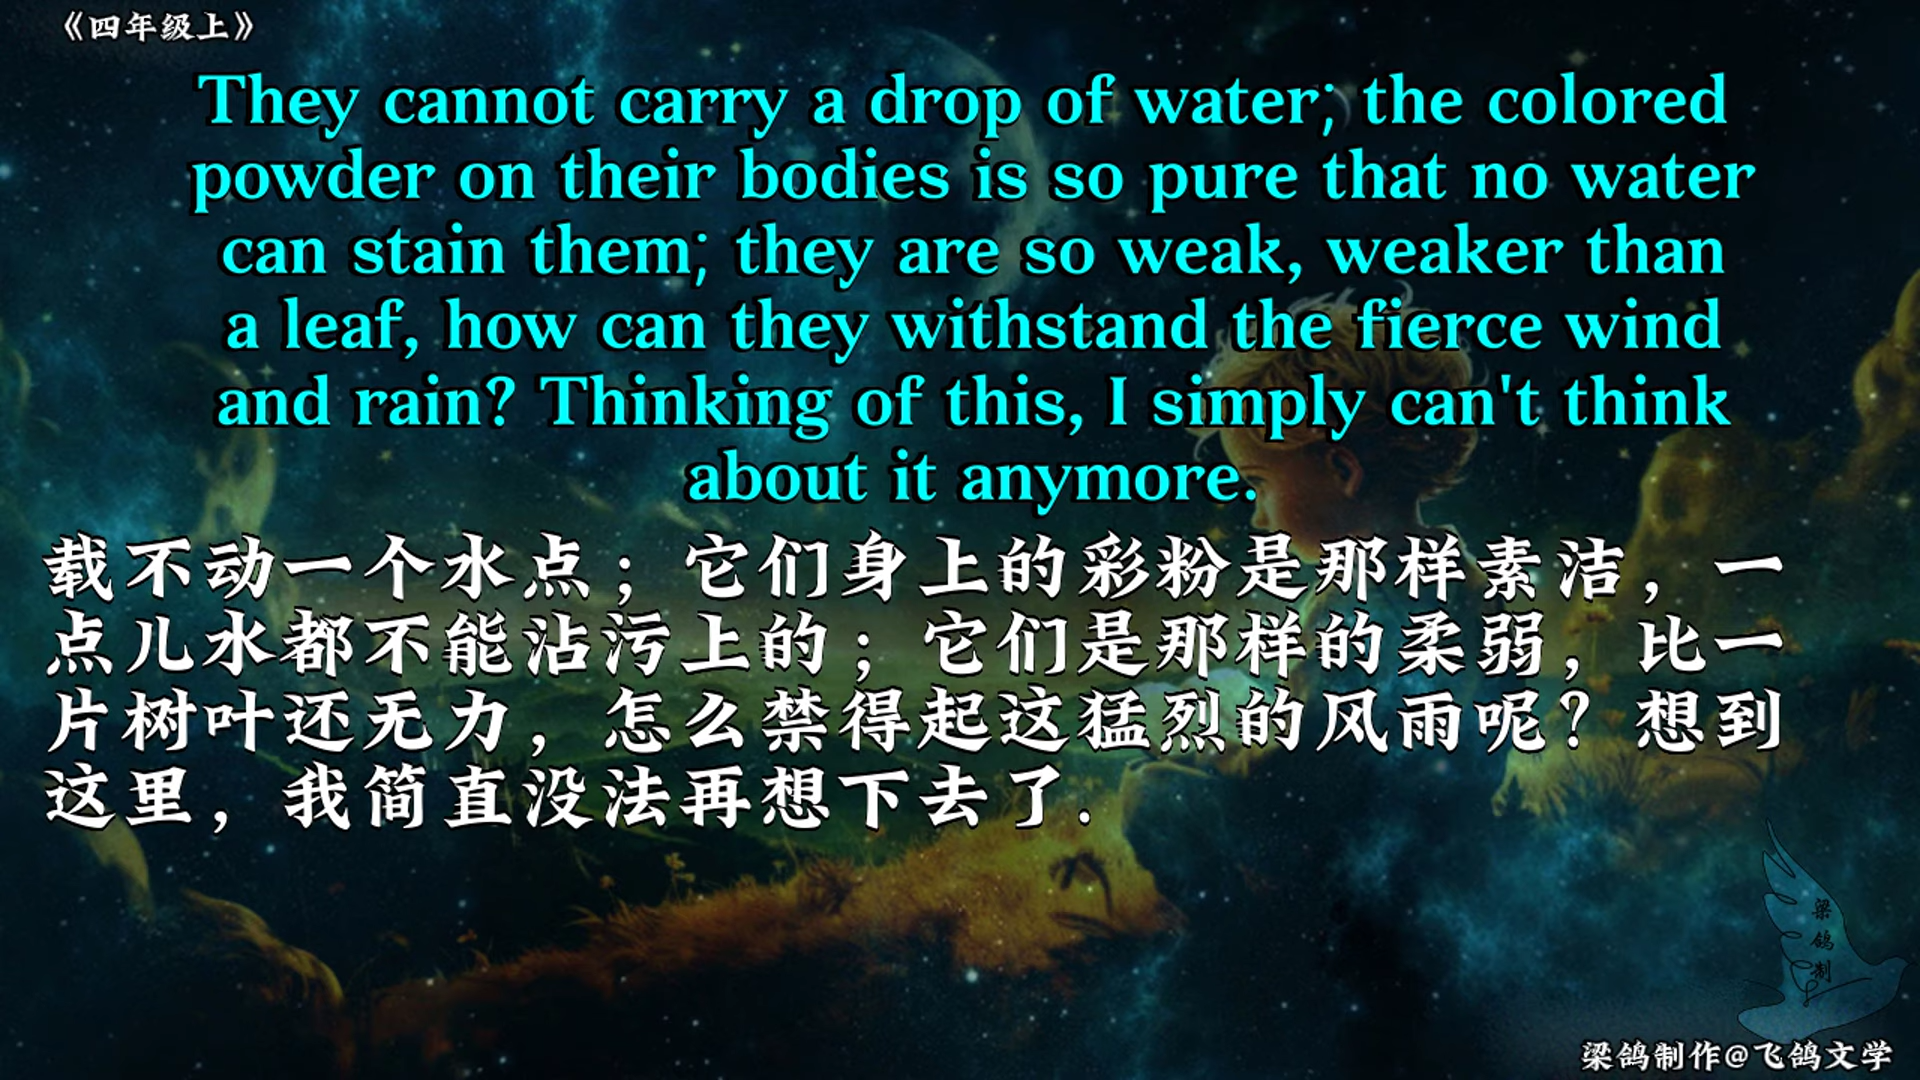 《四年级上》
They cannot carry a drop of water; the colored
powder on their bodies is so pure that no water
can stain them; they are so weak, weaker than
a leaf, how can they withstand the fierce wind
and rain? Thinking of this, I simply can't think
about it anymore.
载不动一个水点；它们身上的彩粉是那样素洁，一
点儿水都不能沾污上的；它们是那样的柔弱，比一
片树叶还无力，怎么禁得起这猛烈的风雨呢？想到
这里，我简直没法再想下去了.
梁
鸽
制
梁鸽制作@飞鸽文学